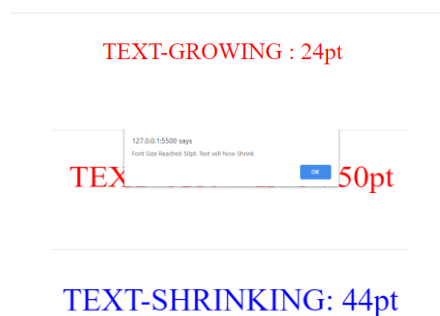 TEXT-GROWING : 24pt
127.0.0.1:5500 says
Font Size Reached 50pt, Text will Now Shrink
OK
50pt
TEXT-SHRINKING: 44pt